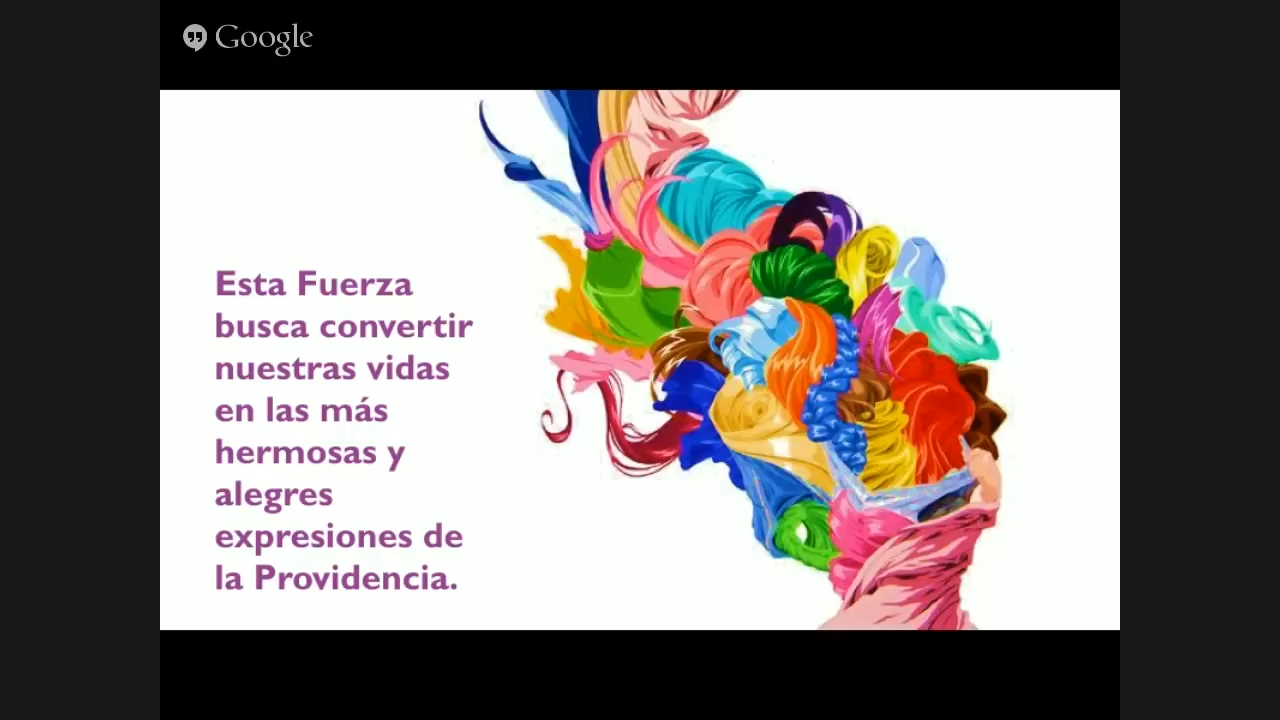 Google
Esta Fuerza
busca convertir
nuestras vidas
en las más
hermosas y
alegres
expresiones de
la Providencia.